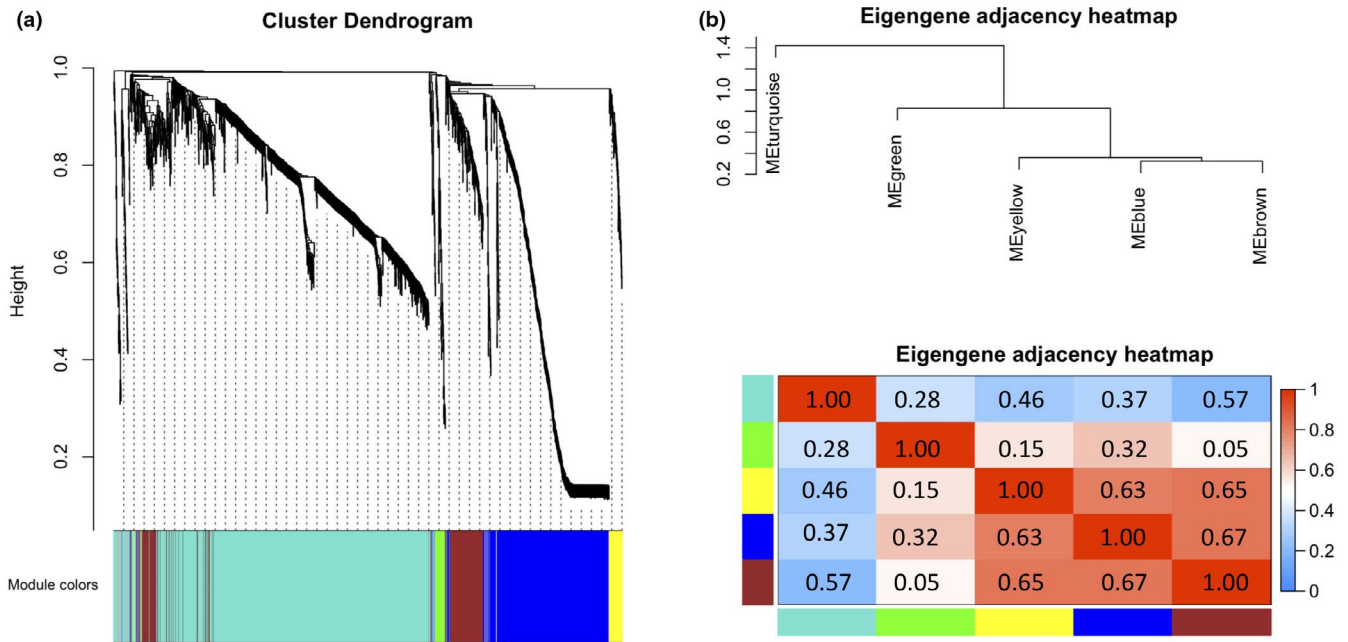 (a)
Cluster Dendrogram
Height
1.0
0.8
0.6
0.4
0.2
Module colors
(b)
Eigengene adjacency heatmap
1.4
1.0
0.6
0.2
MEturquoise
MEgreen
MEyellow
MEblue
MEbrown
Eigengene adjacency heatmap
1.00 0.28 0.46 0.37 0.57
0.28 1.00 0.15 0.32 0.05
0.46 0.15 1.00 0.63 0.65
0.37 0.32 0.63 1.00 0.67
0.57 0.05 0.65 0.67 1.00
1
0.8
0.6
0.4
0.2
0